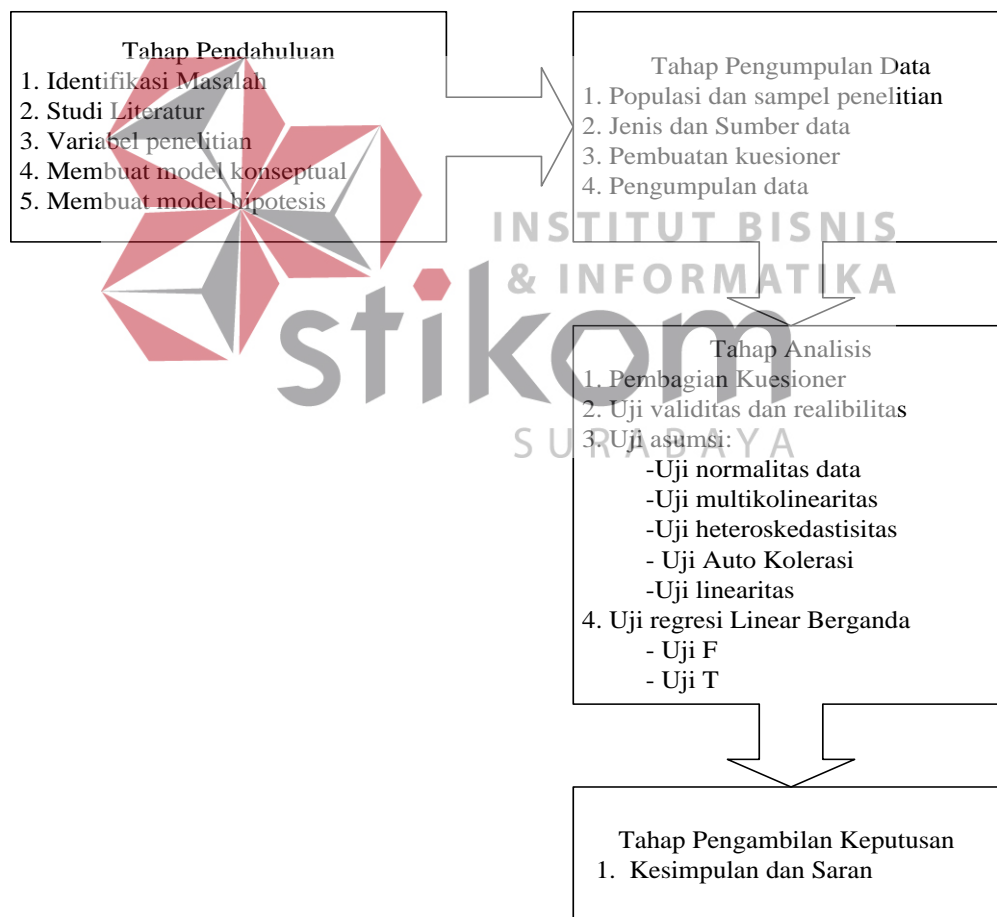 Tahap Pendahuluan
1. Identifikasi Masalah
2. Studi Literatur
3. Variabel penelitian
4. Membuat model konseptual
5. Membuat model hipotesis
Tahap Pengumpulan Data
1. Populasi dan sampel penelitian
2. Jenis dan Sumber data
3. Pembuatan kuesioner
4. Pengumpulan data
INSTITUT BISNIS
& INFORMATIKA
stikom
SURABAYA
Tahap Analisis
1. Pembagian Kuesioner
2. Uji validitas dan realibilitas
3. Uji asumsi:
-Uji normalitas data
-Uji multikolinearitas
-Uji heteroskedastisitas
- Uji Auto Kolerasi
-Uji linearitas
4. Uji regresi Linear Berganda
- Uji F
- Uji T
Tahap Pengambilan Keputusan
1. Kesimpulan dan Saran